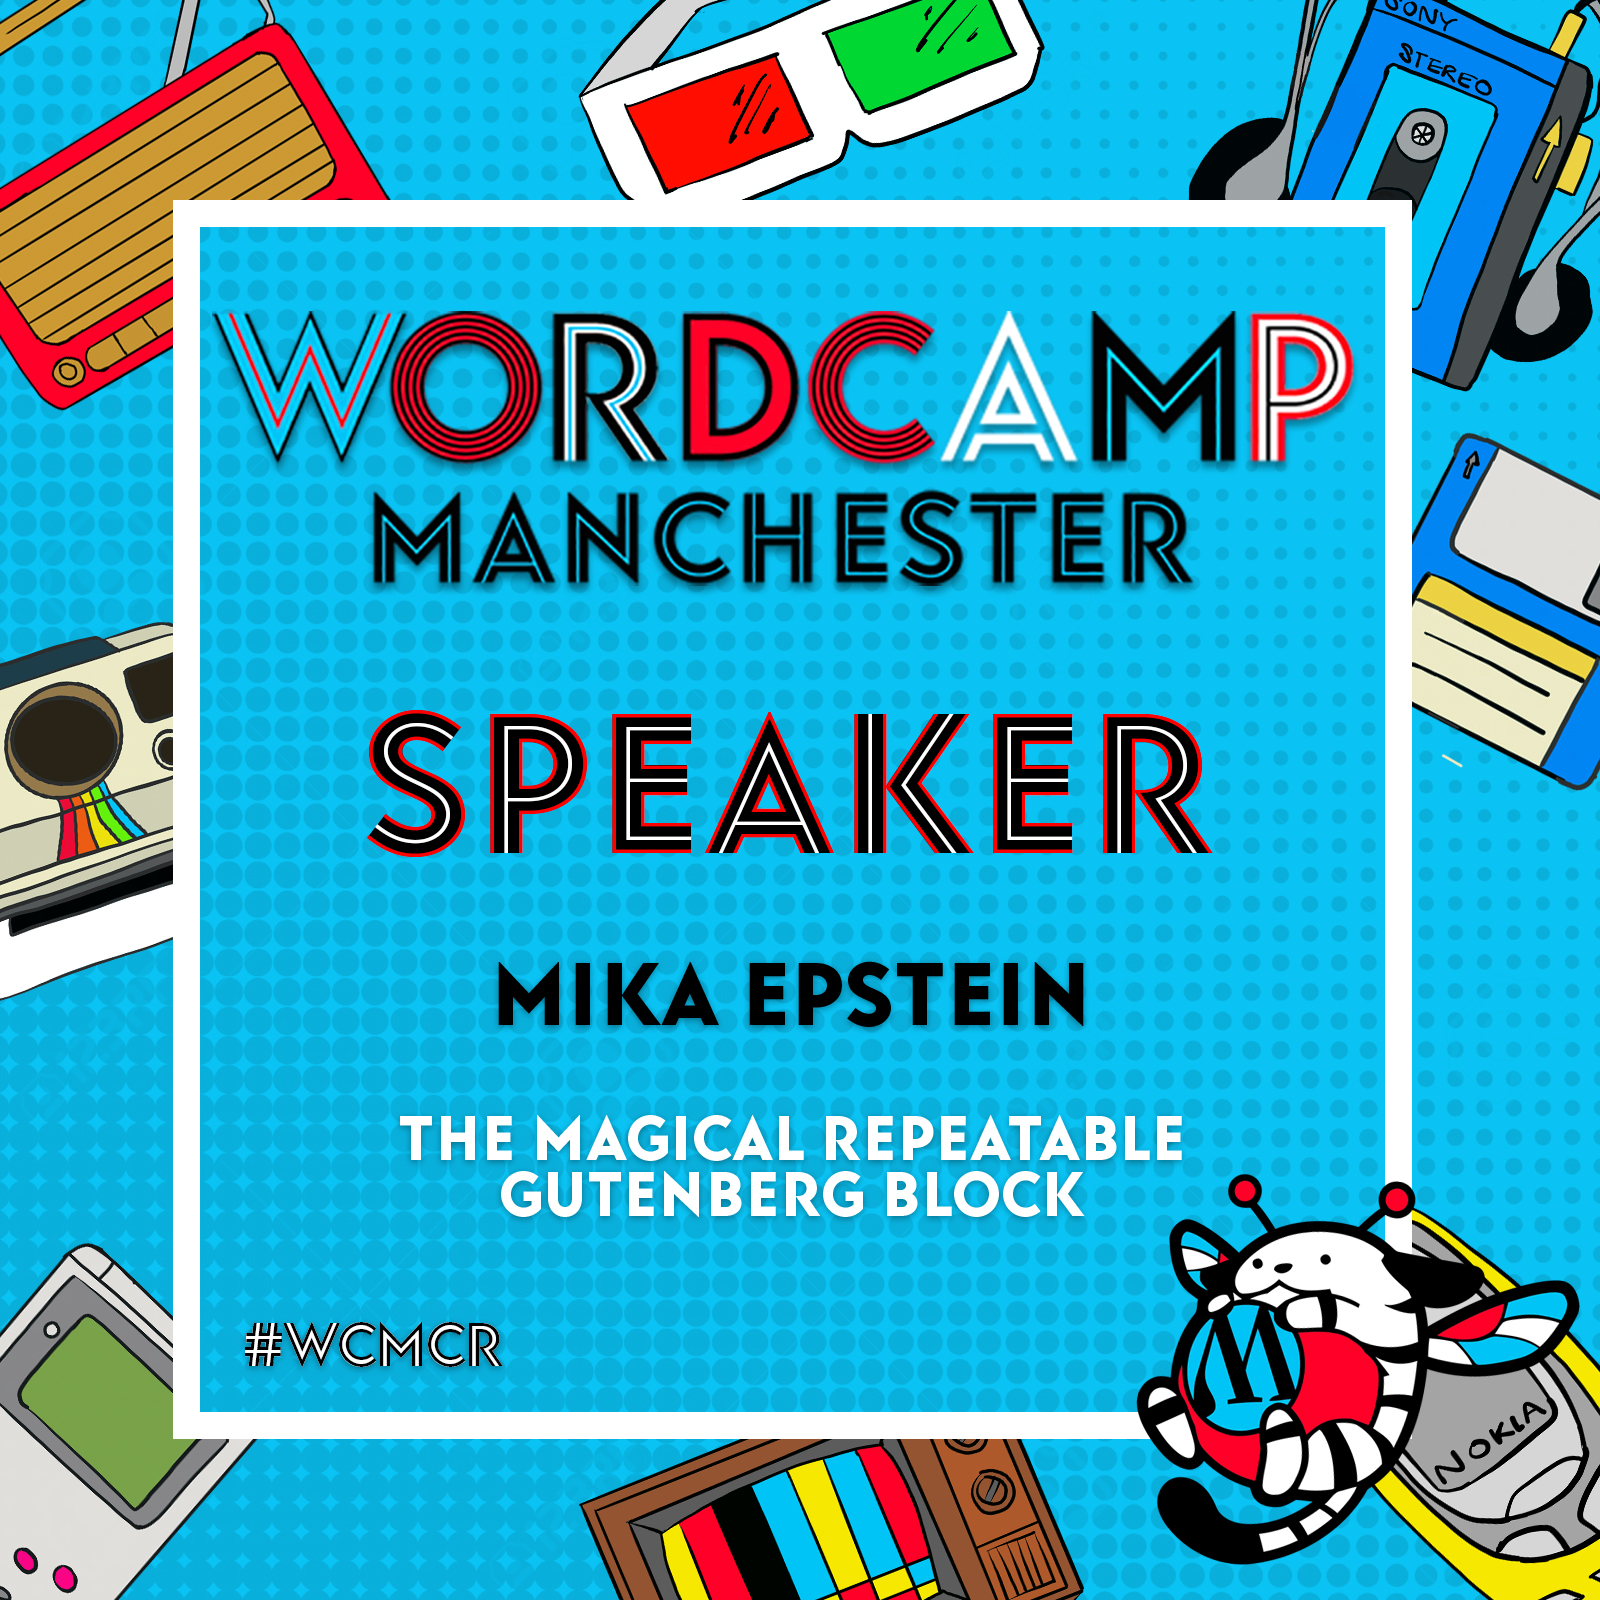 SONY
STEREO
WORDCAMP
MANCHESTER
SPEAKER
MIKA EPSTEIN
THE MAGICAL REPEATABLE
GUTENBERG BLOCK
#WCMCR
W
NOKIA